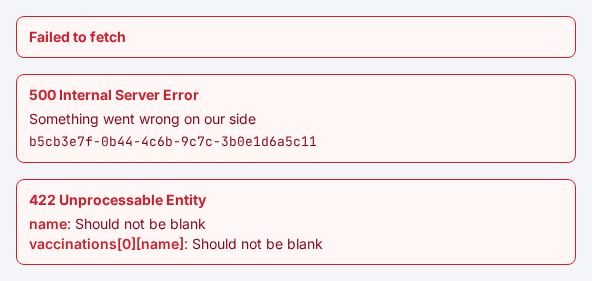 Failed to fetch
500 Internal Server Error
Something went wrong on our side
b5cb3e7f-0b44-4c6b-9c7c-3b0e1d6a5c11
422 Unprocessable Entity
name: Should not be blank
vaccinations[0][name]: Should not be blank